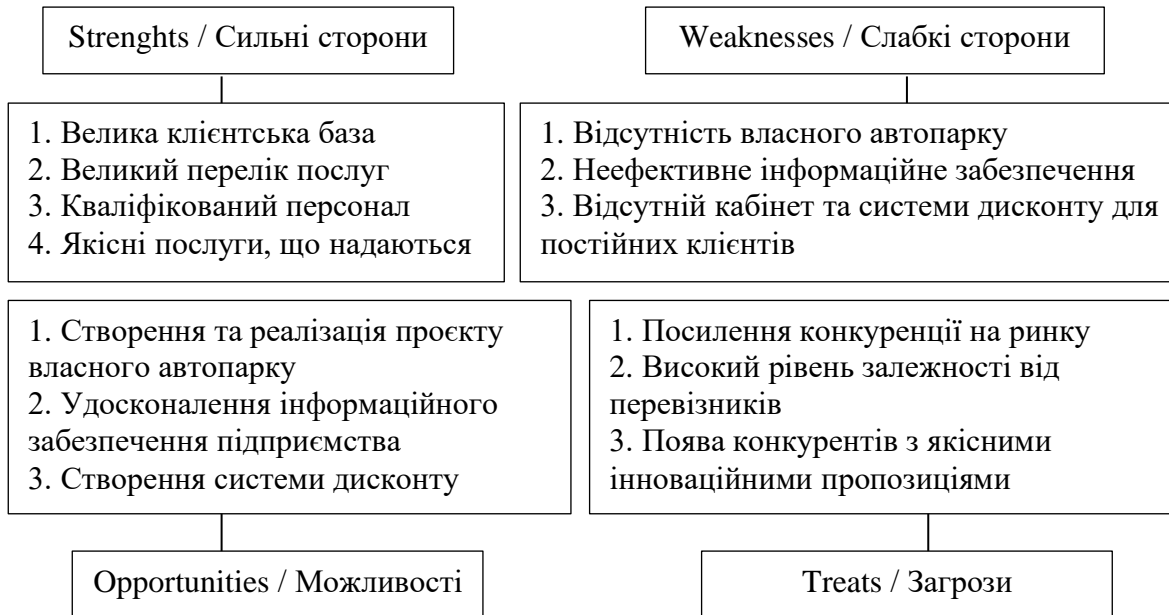 Strenghts / Сильні сторони
Weaknesses / Слабкі сторони
1. Велика клієнтська база
2. Великий перелік послуг
3. Кваліфікований персонал
4. Якісні послуги, що надаються
1. Відсутність власного автопарку
2. Неефективне інформаційне забезпечення
3. Відсутній кабінет та системи дисконту для
постійних клієнтів
1. Створення та реалізація проєкту
власного автопарку
2. Удосконалення інформаційного
забезпечення підприємства
3. Створення системи дисконту
1. Посилення конкуренції на ринку
2. Високий рівень залежності від
перевізників
3. Поява конкурентів з якісними
інноваційними пропозиціями
Opportunities / Можливості
Treats / Загрози